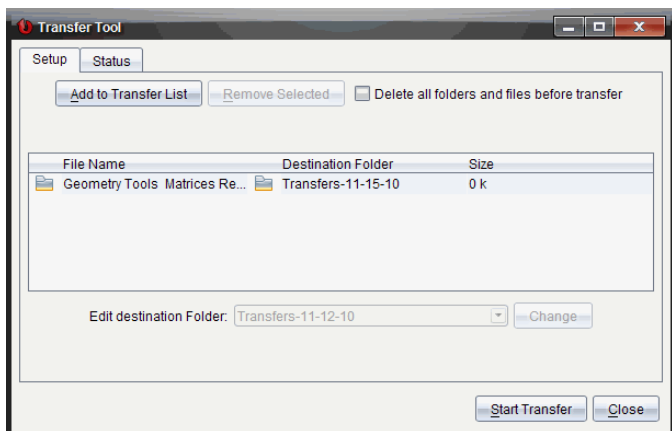 Transfer Tool
Setup Status
Add to Transfer List Remove Selected Delete all folders and files before transfer
File Name Destination Folder Size
Geometry Tools Matrices Re... Transfers-11-15-10 0 k
Edit destination Folder: Transfers-11-12-10 Change
Start Transfer Close